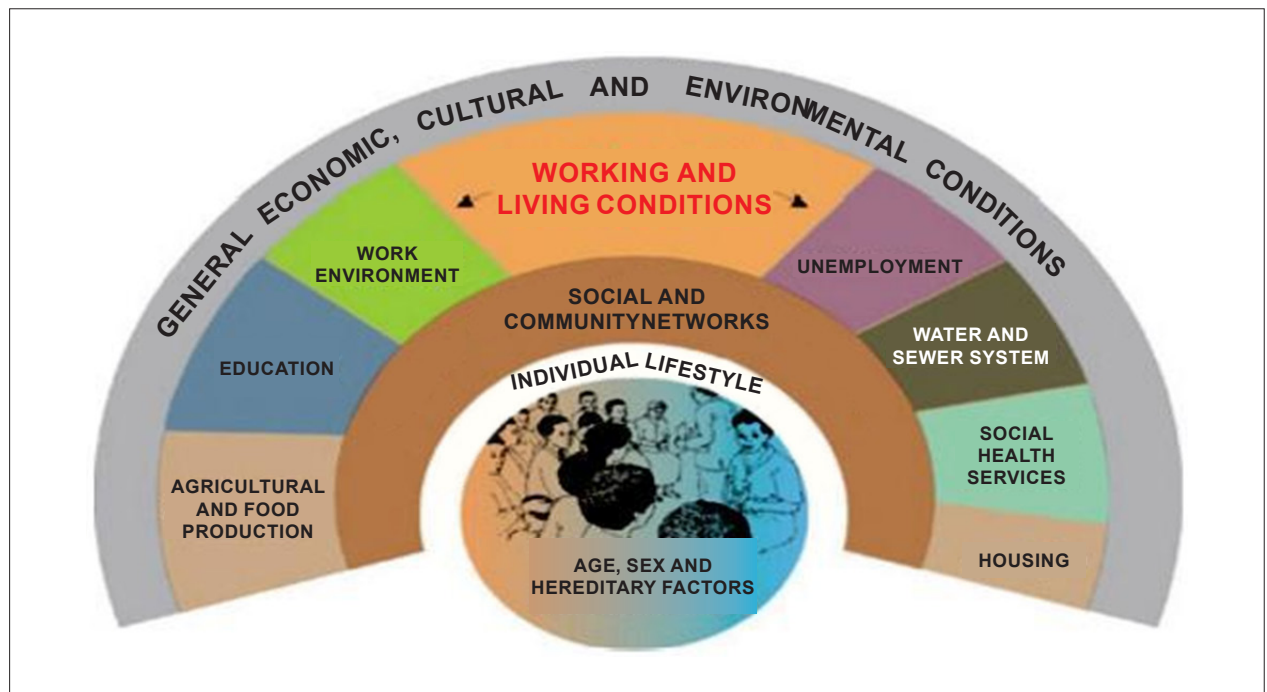 GENERAL ECONOMIC, CULTURAL AND ENVIRONMENTAL CONDITIONS
WORKING AND
LIVING CONDITIONS
WORK
ENVIRONMENT
UNEMPLOYMENT
SOCIAL AND
COMMUNITYNETWORKS
WATER AND
SEWER SYSTEM
EDUCATION
INDIVIDUAL LIFESTYLE
SOCIAL
HEALTH
SERVICES
AGRICULTURAL
AND FOOD
PRODUCTION
HOUSING
AGE, SEX AND
HEREDITARY FACTORS